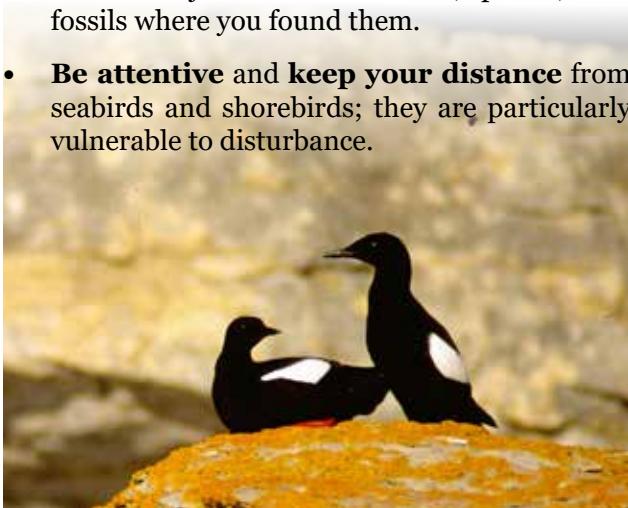 fossils where you found them.
• Be attentive and keep your distance from
seabirds and shorebirds; they are particularly
vulnerable to disturbance.